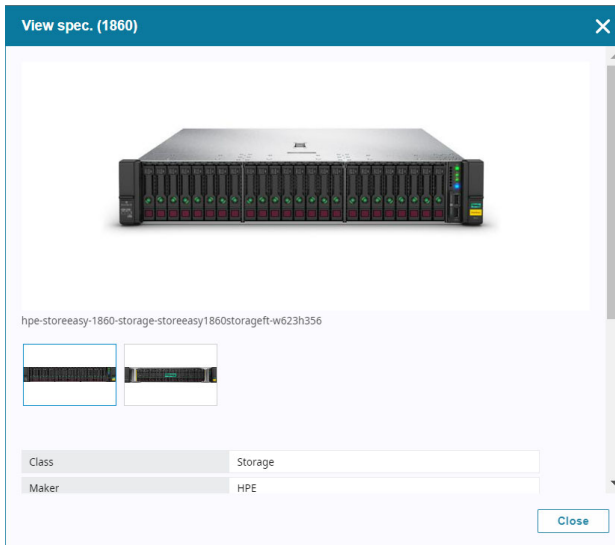 View spec. (1860)
hpe-storeeasy-1860-storage-storeeasy1860storageft-w623h356
Class Storage
Maker HPE
Close